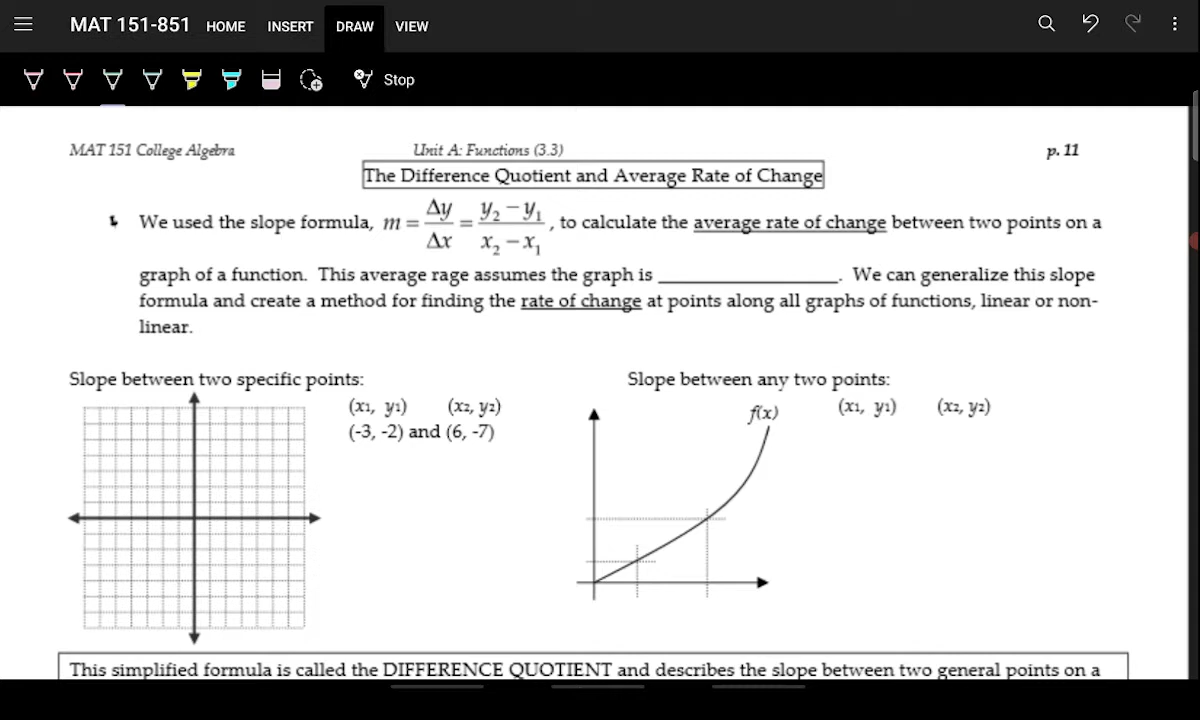 MAT 151-851 HOME INSERT DRAW VIEW
Stop
MAT 151 College Algebra Unit A: Functions (3.3) p. 11
The Difference Quotient and Average Rate of Change
We used the slope formula, m = Δy/Δx = y₂ − y₁/x₂ − x₁, to calculate the average rate of change between two points on a
graph of a function. This average rage assumes the graph is ____________________. We can generalize this slope
formula and create a method for finding the rate of change at points along all graphs of functions, linear or non-
linear.
Slope between two specific points:
(x₁, y₁) (x₂, y₂)
(-3, -2) and (6, -7)
Slope between any two points:
f(x) (x₁, y₁) (x₂, y₂)
This simplified formula is called the DIFFERENCE QUOTIENT and describes the slope between two general points on a